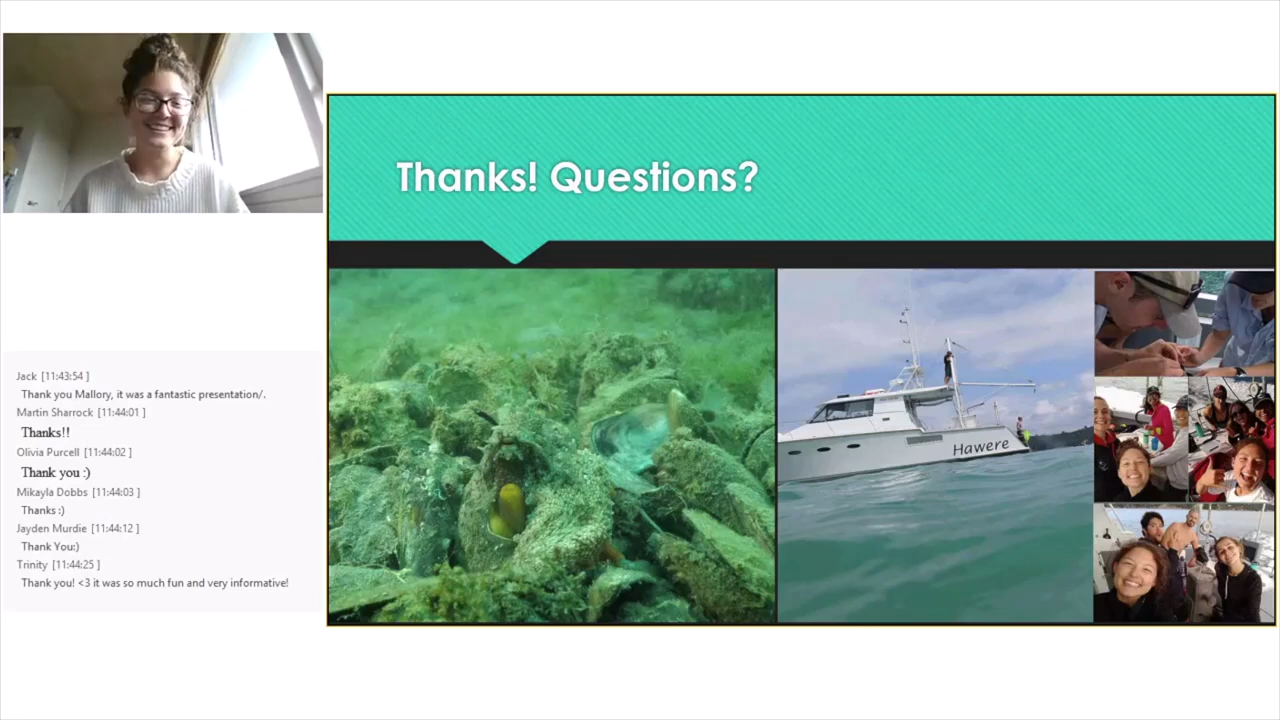 Thanks! Questions?
Hawere
Jack [11:43:54 ]
Thank you Mallory, it was a fantastic presentation/.
Martin Sharrock [11:44:01 ]
Thanks!!
Olivia Purcell [11:44:02 ]
Thank you :)
Mikayla Dobbs [11:44:03 ]
Thanks :)
Jayden Murdie [11:44:12 ]
Thank You:)
Trinity [11:44:25 ]
Thank you! <3 it was so much fun and very informative!